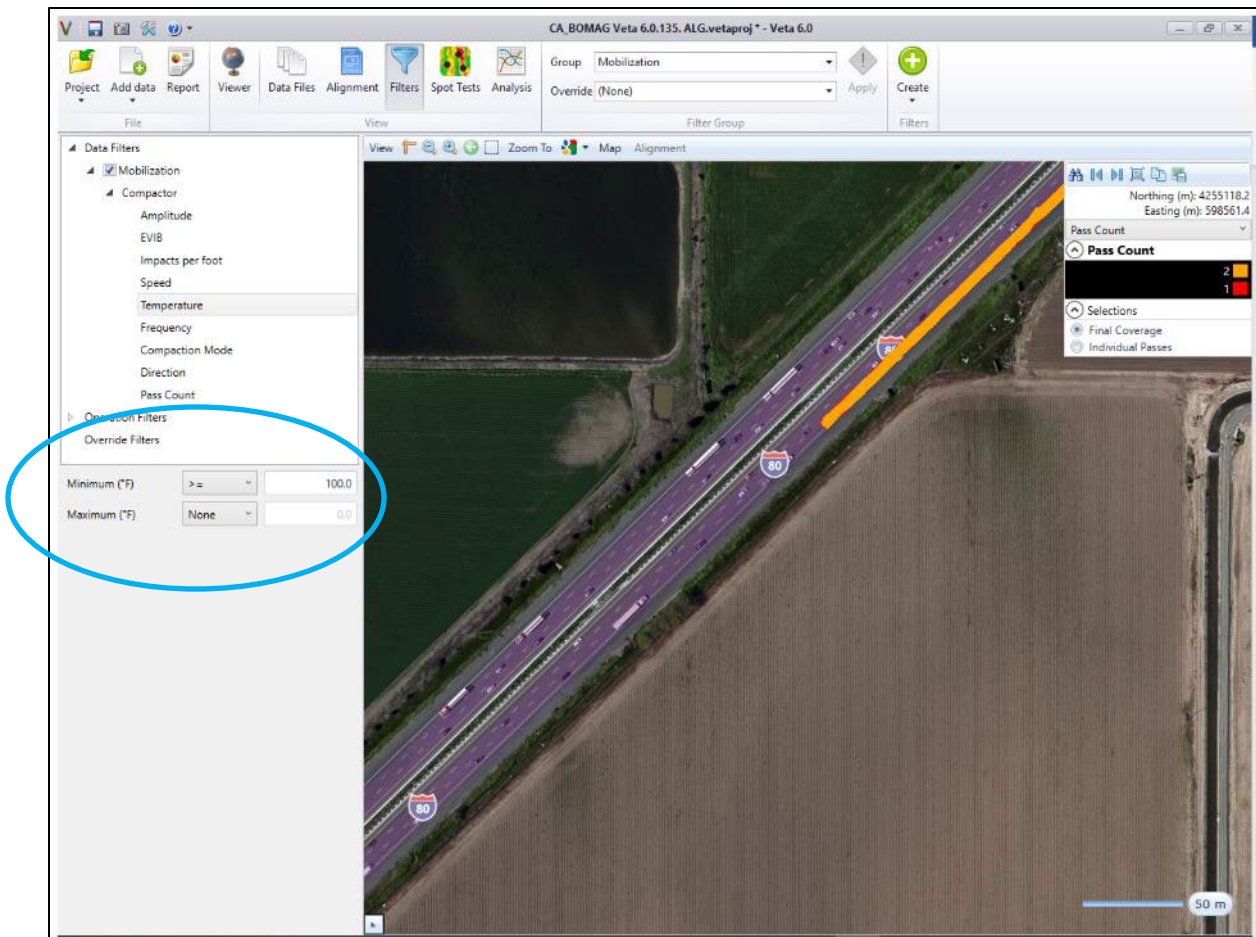 CA_BOMAG Veta 6.0.135. ALG.vetaproj * - Veta 6.0
Project Add data Report Viewer Data Files Alignment Filters Spot Tests Analysis Group Mobilization Apply Create
Override (None)
File View Filter Group Filters
Data Filters
Mobilization
Compactor
Amplitude
EVIB
Impacts per foot
Speed
Temperature
Frequency
Compaction Mode
Direction
Pass Count
Operation Filters
Override Filters
Minimum (°F) >= 100.0
Maximum (°F) None 0.0
View Zoom To Map Alignment
Northing (m): 4255118.2
Easting (m): 598561.4
Pass Count
Pass Count
2
1
Selections
Final Coverage
Individual Passes
80
80
80
50 m